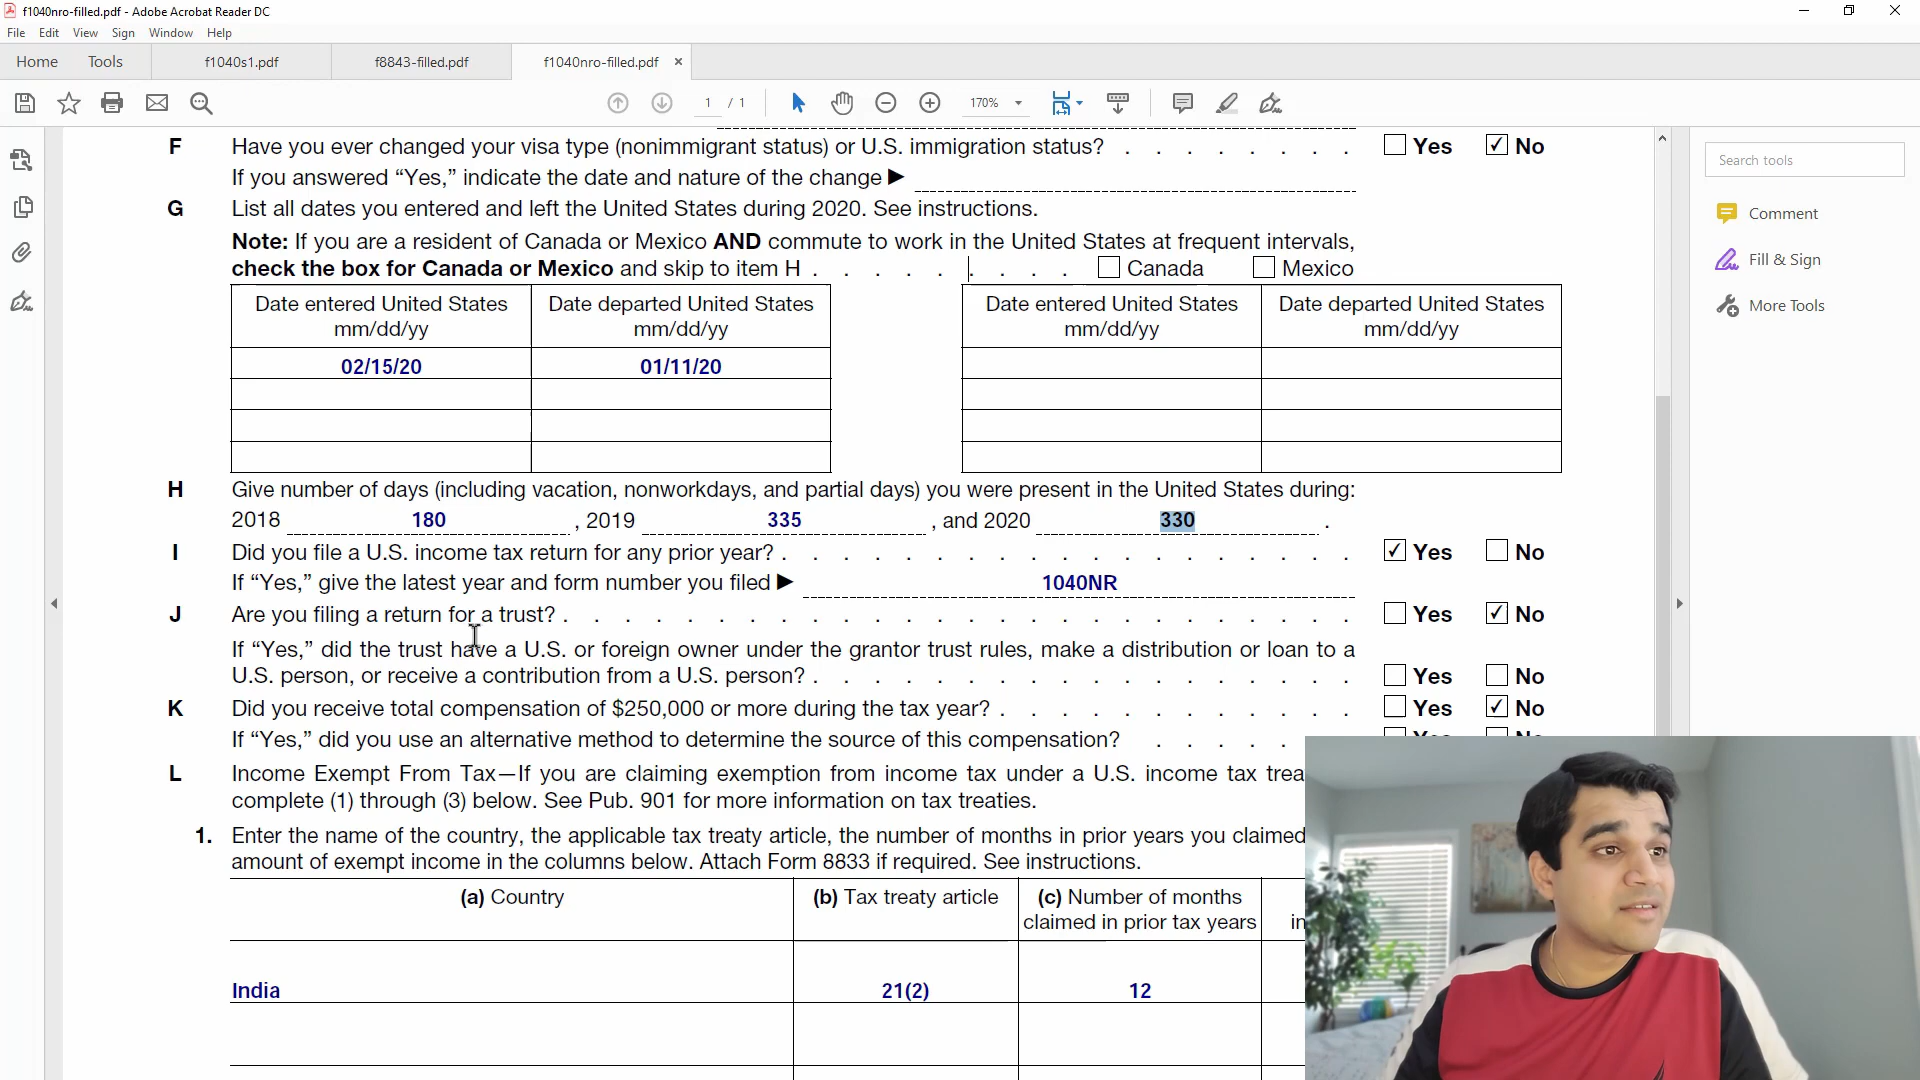 f1040nro-filled.pdf - Adobe Acrobat Reader DC
File Edit View Sign Window Help
Home Tools f1040s1.pdf f8843-filled.pdf f1040nro-filled.pdf ×
1 / 1 170%
Search tools
Comment
Fill & Sign
More Tools
F Have you ever changed your visa type (nonimmigrant status) or U.S. immigration status? . . . . . . . . Yes ✓ No
If you answered “Yes,” indicate the date and nature of the change ▶
G List all dates you entered and left the United States during 2020. See instructions.
Note: If you are a resident of Canada or Mexico AND commute to work in the United States at frequent intervals,
check the box for Canada or Mexico and skip to item H . . . . . . . . . Canada Mexico
Date entered United States Date departed United States Date entered United States Date departed United States
mm/dd/yy mm/dd/yy mm/dd/yy mm/dd/yy
02/15/20 01/11/20
H Give number of days (including vacation, nonworkdays, and partial days) you were present in the United States during:
2018 180 , 2019 335 , and 2020 330 .
I Did you file a U.S. income tax return for any prior year? . . . . . . . . . . . . . . . . . . . ✓ Yes No
If “Yes,” give the latest year and form number you filed ▶ 1040NR
J Are you filing a return for a trust? . . . . . . . . . . . . . . . . . . . . . . . . . . Yes ✓ No
If “Yes,” did the trust have a U.S. or foreign owner under the grantor trust rules, make a distribution or loan to a
U.S. person, or receive a contribution from a U.S. person? . . . . . . . . . . . . . . . . . . Yes No
K Did you receive total compensation of $250,000 or more during the tax year? . . . . . . . . . . . . Yes ✓ No
If “Yes,” did you use an alternative method to determine the source of this compensation? . . . . .
L Income Exempt From Tax—If you are claiming exemption from income tax under a U.S. income tax
complete (1) through (3) below. See Pub. 901 for more information on tax treaties.
1. Enter the name of the country, the applicable tax treaty article, the number of months in prior years you claimed
amount of exempt income in the columns below. Attach Form 8833 if required. See instructions.
(a) Country (b) Tax treaty article (c) Number of months
claimed in prior tax years
India 21(2) 12